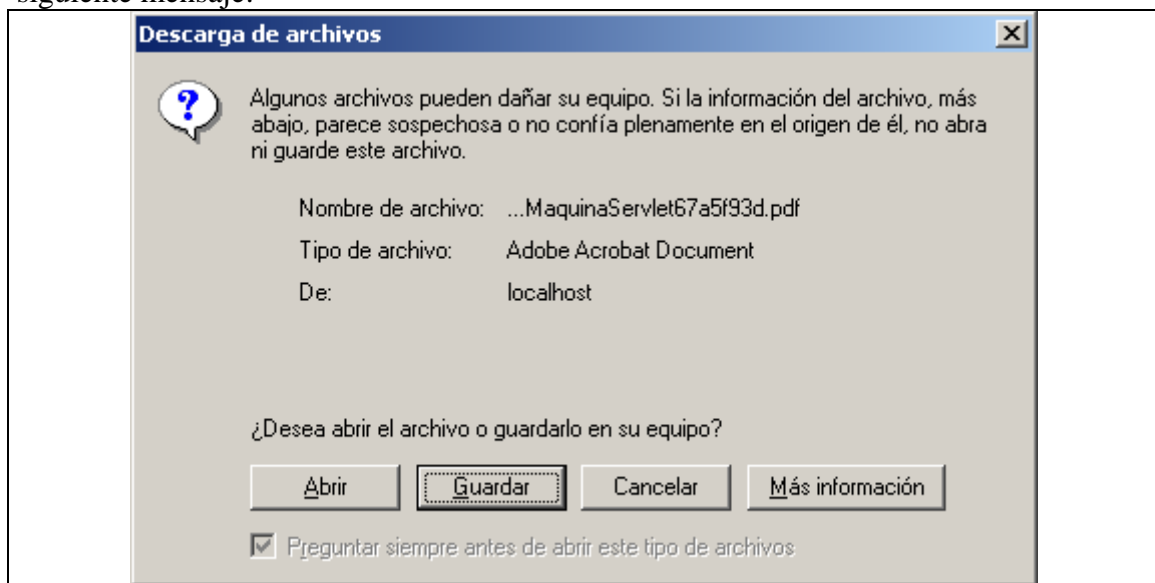 siguiente mensaje:
Descarga de archivos
Algunos archivos pueden dañar su equipo. Si la información del archivo, más
abajo, parece sospechosa o no confía plenamente en el origen de él, no abra
ni guarde este archivo.
Nombre de archivo: ...MaquinaServlet67a5f93d.pdf
Tipo de archivo: Adobe Acrobat Document
De: localhost
¿Desea abrir el archivo o guardarlo en su equipo?
Abrir Guardar Cancelar Más información
Preguntar siempre antes de abrir este tipo de archivos